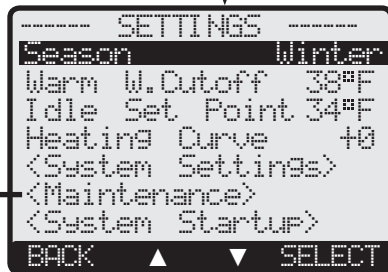 ------ SETTINGS ------
Season Winter
Warm W.Cutoff 38°F
Idle Set Point 34°F
Heating Curve +0
<System Settings>
<Maintenance>
<System Startup>
BACK ▲ ▼ SELECT